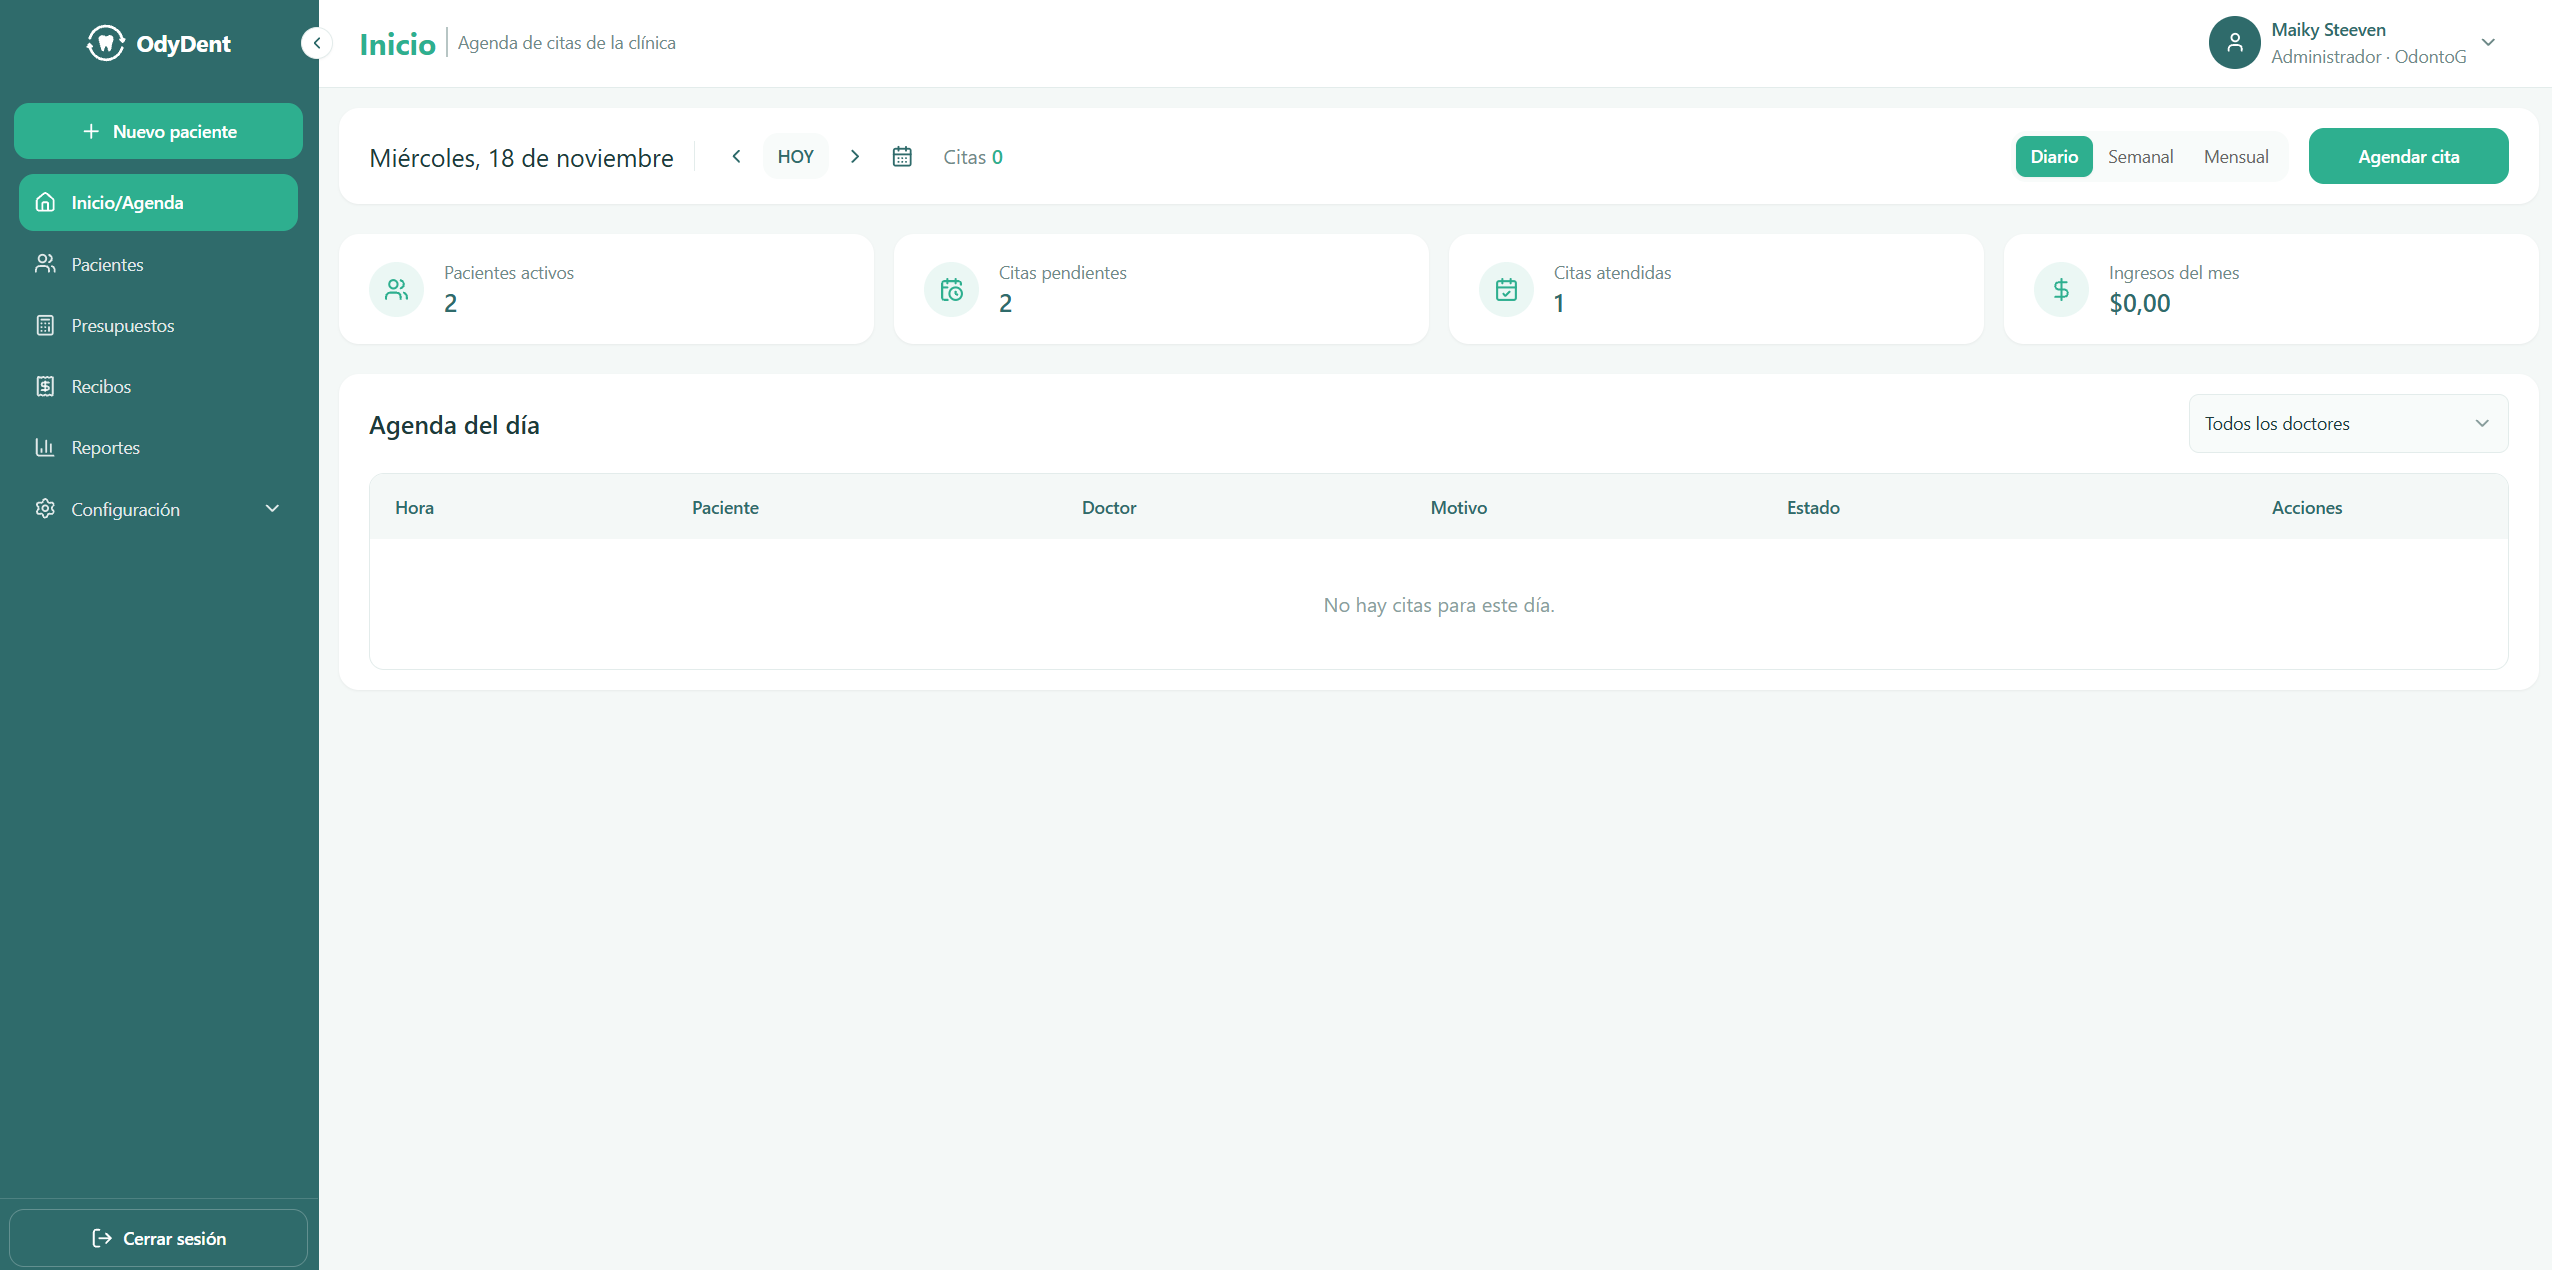 OdyDent
Nuevo paciente
Inicio/Agenda
Pacientes
Presupuestos
Recibos
Reportes
Configuración
Cerrar sesión
Inicio
Agenda de citas de la clínica
Maiky Steeven
Administrador · OdontoG
Miércoles, 18 de noviembre
HOY
Citas 0
Diario
Semanal
Mensual
Agendar cita
Pacientes activos
2
Citas pendientes
2
Citas atendidas
1
Ingresos del mes
$0,00
Agenda del día
Todos los doctores
Hora
Paciente
Doctor
Motivo
Estado
Acciones
No hay citas para este día.